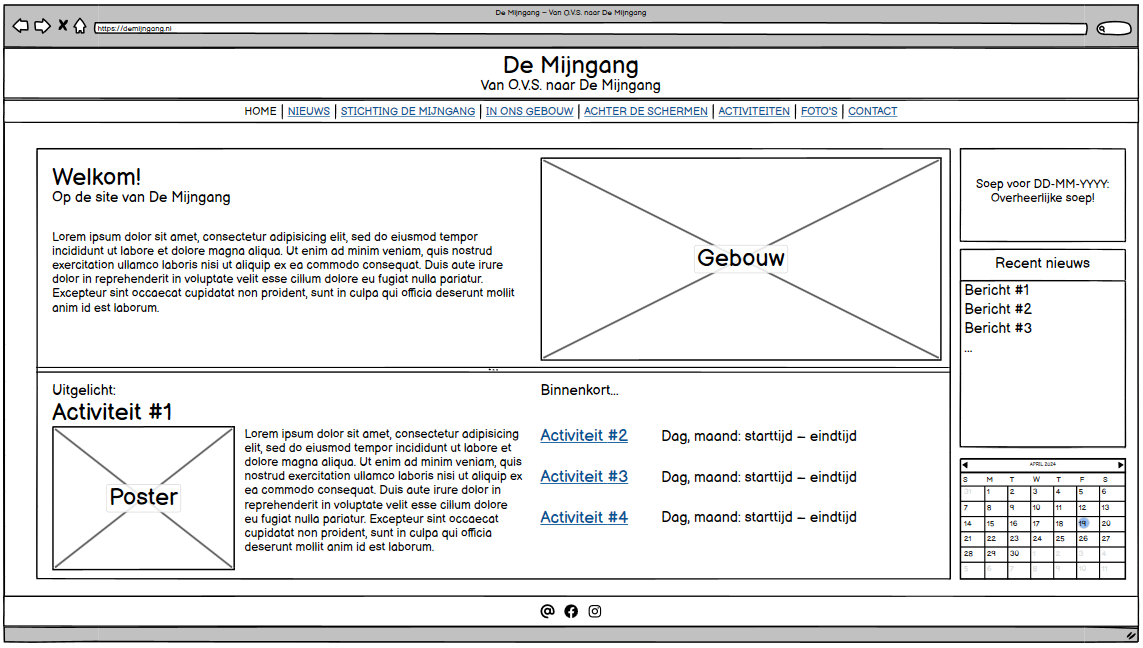 De Mijngang – Van O.V.S. naar De Mijngang
https://demijngang.nl
De Mijngang
Van O.V.S. naar De Mijngang
HOME | NIEUWS | STICHTING DE MIJNGANG | IN ONS GEBOUW | ACHTER DE SCHERMEN | ACTIVITEITEN | FOTO'S | CONTACT
Welkom!
Op de site van De Mijngang
Lorem ipsum dolor sit amet, consectetur adipisicing elit, sed do eiusmod tempor
incididunt ut labore et dolore magna aliqua. Ut enim ad minim veniam, quis nostrud
exercitation ullamco laboris nisi ut aliquip ex ea commodo consequat. Duis aute irure
dolor in reprehenderit in voluptate velit esse cillum dolore eu fugiat nulla pariatur.
Excepteur sint occaecat cupidatat non proident, sunt in culpa qui officia deserunt mollit
anim id est laborum.
Gebouw
Uitgelicht:
Activiteit #1
Poster
Lorem ipsum dolor sit amet, consectetur adipisicing
elit, sed do eiusmod tempor incididunt ut labore et
dolore magna aliqua. Ut enim ad minim veniam, quis
nostrud exercitation ullamco laboris nisi ut aliquip ex
ea commodo consequat. Duis aute irure dolor in
reprehenderit in voluptate velit esse cillum dolore
eu fugiat nulla pariatur. Excepteur sint occaecat
cupidatat non proident, sunt in culpa qui officia
deserunt mollit anim id est laborum.
Binnenkort...
Activiteit #2 Dag, maand: starttijd – eindtijd
Activiteit #3 Dag, maand: starttijd – eindtijd
Activiteit #4 Dag, maand: starttijd – eindtijd
Soep voor DD-MM-YYYY:
Overheerlijke soep!
Recent nieuws
Bericht #1
Bericht #2
Bericht #3
...
APRIL 2024
S M T W T F S
31 1 2 3 4 5 6
7 8 9 10 11 12 13
14 15 16 17 18 19 20
21 22 23 24 25 26 27
28 29 30 1 2 3 4
5 6 7 8 9 10 11
@